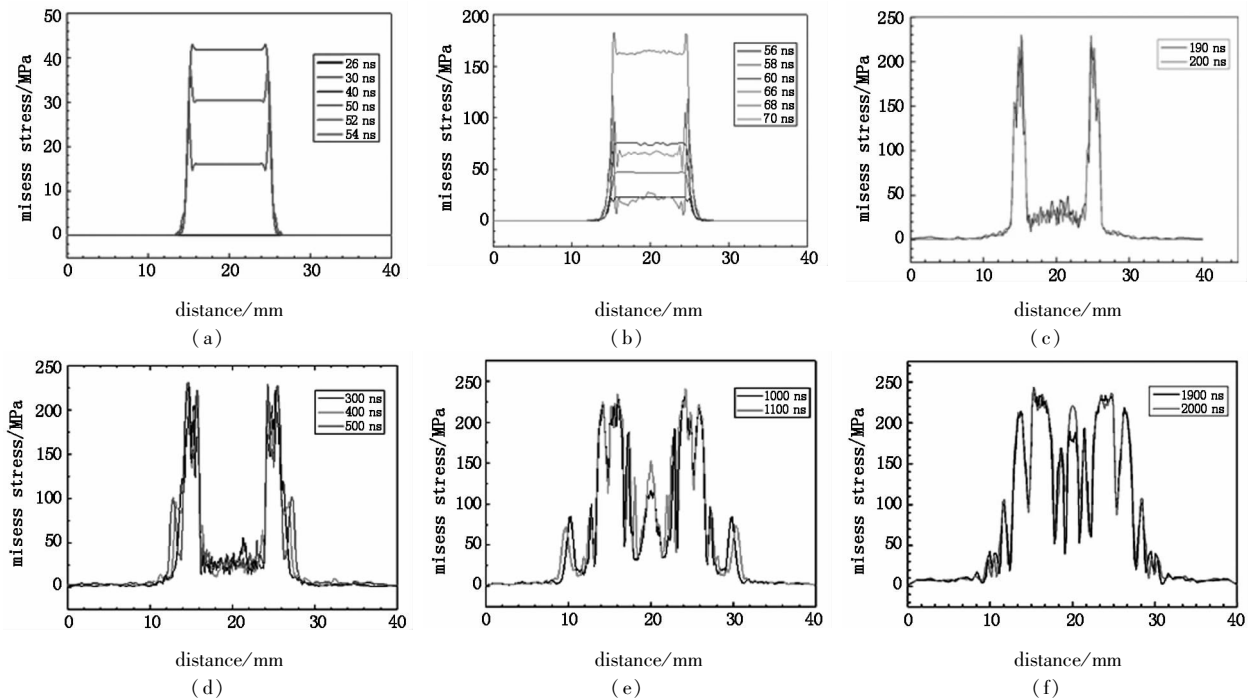 misess stress/MPa
50
40
30
20
10
0
26 ns
30 ns
40 ns
50 ns
52 ns
54 ns
0 10 20 30 40
distance/mm
(a)
misess stress/MPa
200
150
100
50
0
56 ns
58 ns
60 ns
66 ns
68 ns
70 ns
0 10 20 30 40
distance/mm
(b)
misess stress/MPa
250
200
150
100
50
0
190 ns
200 ns
0 10 20 30 40
distance/mm
(c)
misess stress/MPa
250
200
150
100
50
0
300 ns
400 ns
500 ns
0 10 20 30 40
distance/mm
(d)
misess stress/MPa
250
200
150
100
50
0
1000 ns
1100 ns
0 10 20 30 40
distance/mm
(e)
misess stress/MPa
250
200
150
100
50
0
1900 ns
2000 ns
0 10 20 30 40
distance/mm
(f)